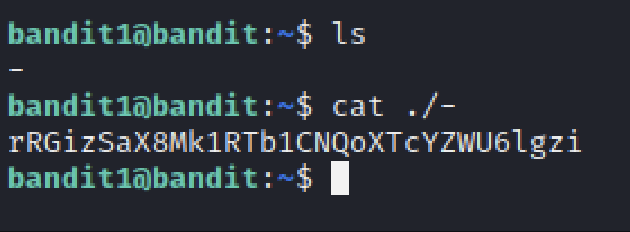 bandit1@bandit:~$ ls
-
bandit1@bandit:~$ cat ./-
rRGizSaX8Mk1RTb1CNQoXTcYZWU6lgzi
bandit1@bandit:~$